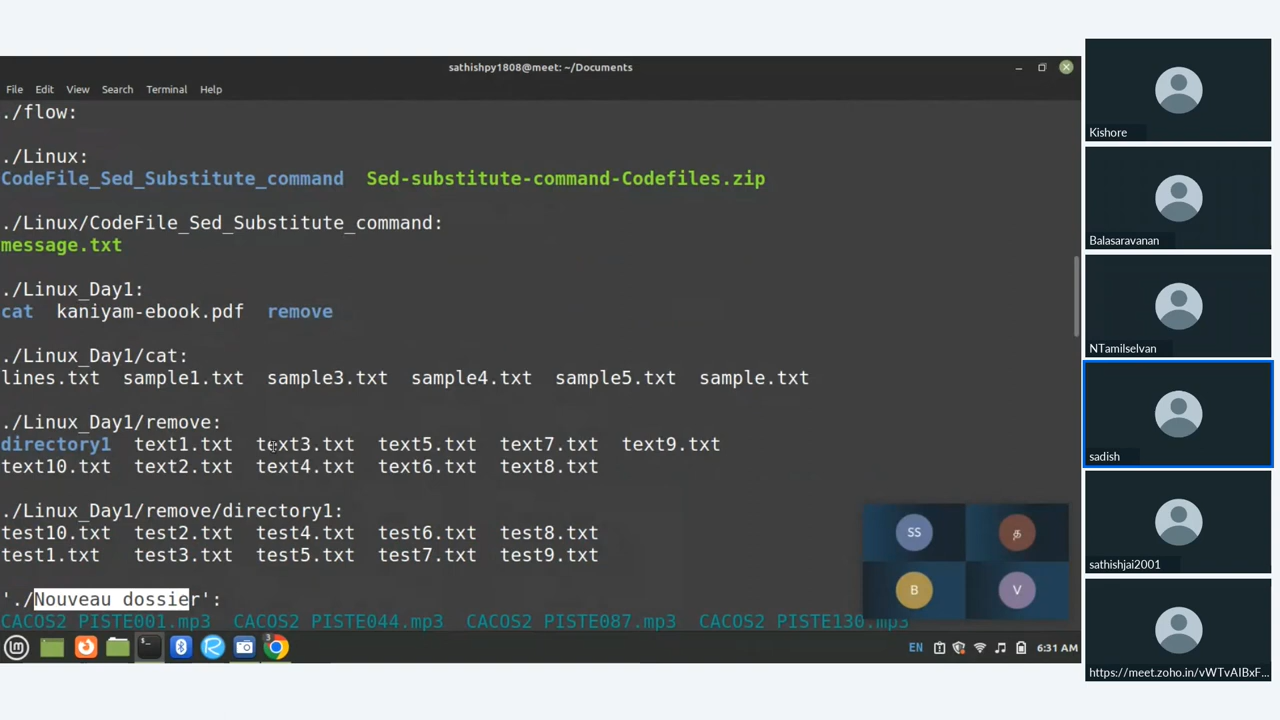 sathishpy1808@meet: ~/Documents
File Edit View Search Terminal Help
./flow:
./Linux:
CodeFile_Sed_Substitute_command Sed-substitute-command-Codefiles.zip
./Linux/CodeFile_Sed_Substitute_command:
message.txt
./Linux_Day1:
cat kaniyam-ebook.pdf remove
./Linux_Day1/cat:
lines.txt sample1.txt sample3.txt sample4.txt sample5.txt sample.txt
./Linux_Day1/remove:
directory1 text1.txt text3.txt text5.txt text7.txt text9.txt
text10.txt text2.txt text4.txt text6.txt text8.txt
./Linux_Day1/remove/directory1:
test10.txt test2.txt test4.txt test6.txt test8.txt
test1.txt test3.txt test5.txt test7.txt test9.txt
'./Nouveau dossier':
CACOS2 PISTE001.mp3 CACOS2 PISTE044.mp3 CACOS2 PISTE087.mp3 CACOS2 PISTE130.mp3
SS த
B V
3
EN 6:31 AM
Kishore
Balasaravanan
NTamilselvan
sadish
sathishjai2001
https://meet.zoho.in/vWTvAIBxF...